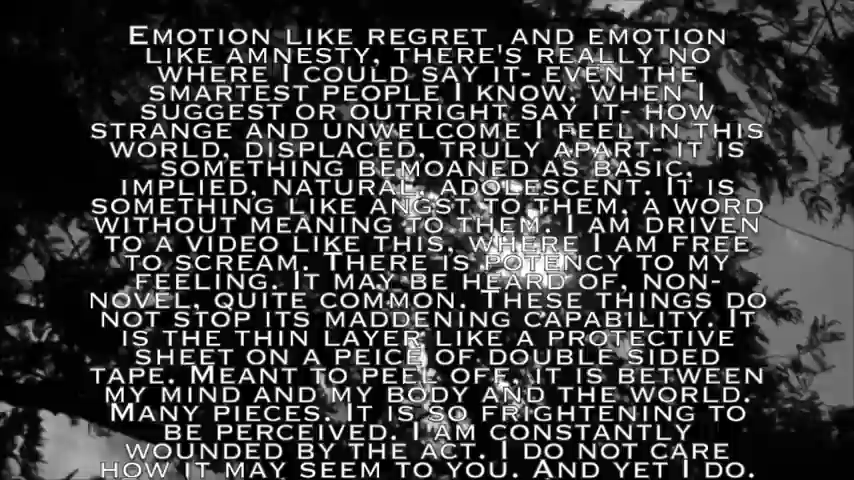 EMOTION LIKE REGRET AND EMOTION
LIKE AMNESTY, THERE'S REALLY NO
WHERE I COULD SAY IT- EVEN THE
SMARTEST PEOPLE I KNOW, WHEN I
SUGGEST OR OUTRIGHT SAY IT- HOW
STRANGE AND UNWELCOME I FEEL IN THIS
WORLD, DISPLACED, TRULY APART- IT IS
SOMETHING BEMOANED AS BASIC,
IMPLIED, NATURAL, ADOLESCENT. IT IS
SOMETHING LIKE ANGST TO THEM, A WORD
WITHOUT MEANING TO THEM. I AM DRIVEN
TO A VIDEO LIKE THIS, WHERE I AM FREE
TO SCREAM. THERE IS POTENCY TO MY
FEELING. IT MAY BE HEARD OF, NON-
NOVEL, QUITE COMMON. THESE THINGS DO
NOT STOP ITS MADDENING CAPABILITY. IT
IS THE THIN LAYER LIKE A PROTECTIVE
SHEET ON A PEICE OF DOUBLE SIDED
TAPE. MEANT TO PEEL OFF, IT IS BETWEEN
MY MIND AND MY BODY AND THE WORLD.
MANY PIECES. IT IS SO FRIGHTENING TO
BE PERCEIVED. I AM CONSTANTLY
WOUNDED BY THE ACT. I DO NOT CARE
HOW IT MAY SEEM TO YOU. AND YET I DO.